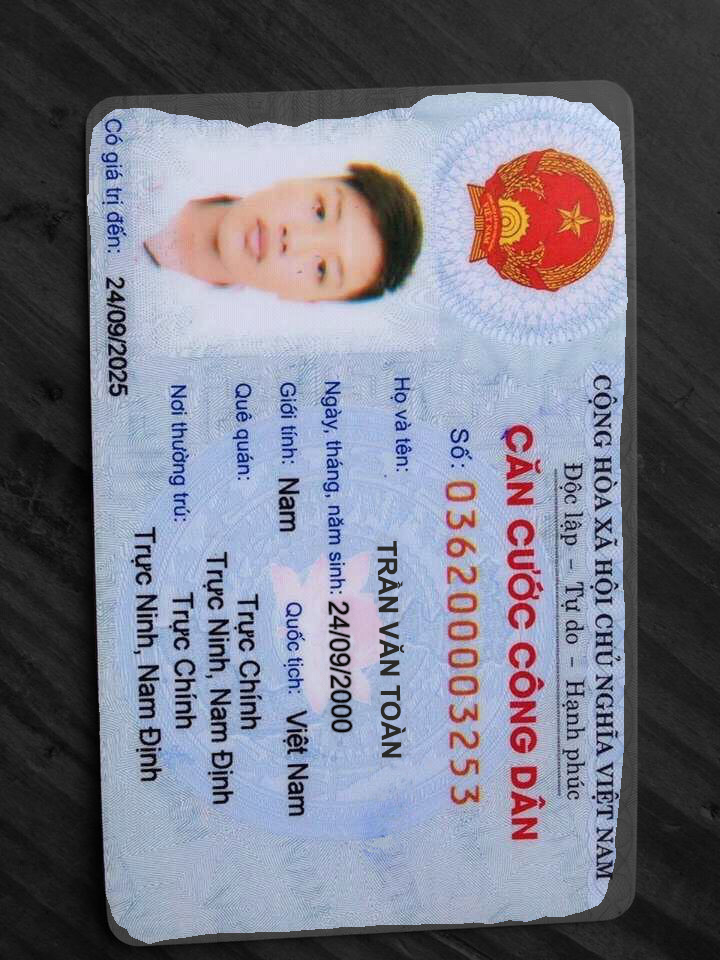 CỘNG HÒA XÃ HỘI CHỦ NGHĨA VIỆT NAM
Độc lập – Tự do – Hạnh phúc
CĂN CƯỚC CÔNG DÂN
Số: 036200003253
Họ và tên:
TRẦN VĂN TOÀN
Ngày, tháng, năm sinh: 24/09/2000
Giới tính: Nam Quốc tịch: Việt Nam
Quê quán: Trực Chính
Trực Ninh, Nam Định
Nơi thường trú: Trực Chính
Trực Ninh, Nam Định
Có giá trị đến: 24/09/2025